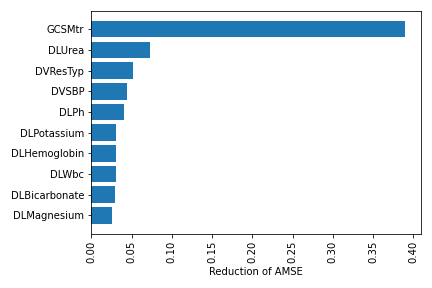 GCSMtr
DLUrea
DVResTyp
DVSBP
DLPh
DLPotassium
DLHemoglobin
DLWbc
DLBicarbonate
DLMagnesium
0.00 0.05 0.10 0.15 0.20 0.25 0.30 0.35 0.40
Reduction of AMSE